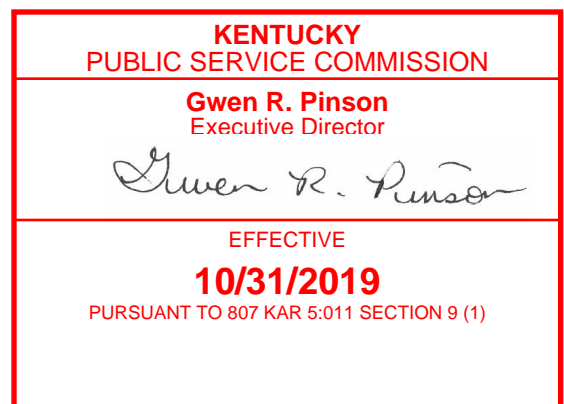 KENTUCKY
PUBLIC SERVICE COMMISSION
Gwen R. Pinson
Executive Director
Gwen R. Pinson
EFFECTIVE
10/31/2019
PURSUANT TO 807 KAR 5:011 SECTION 9 (1)